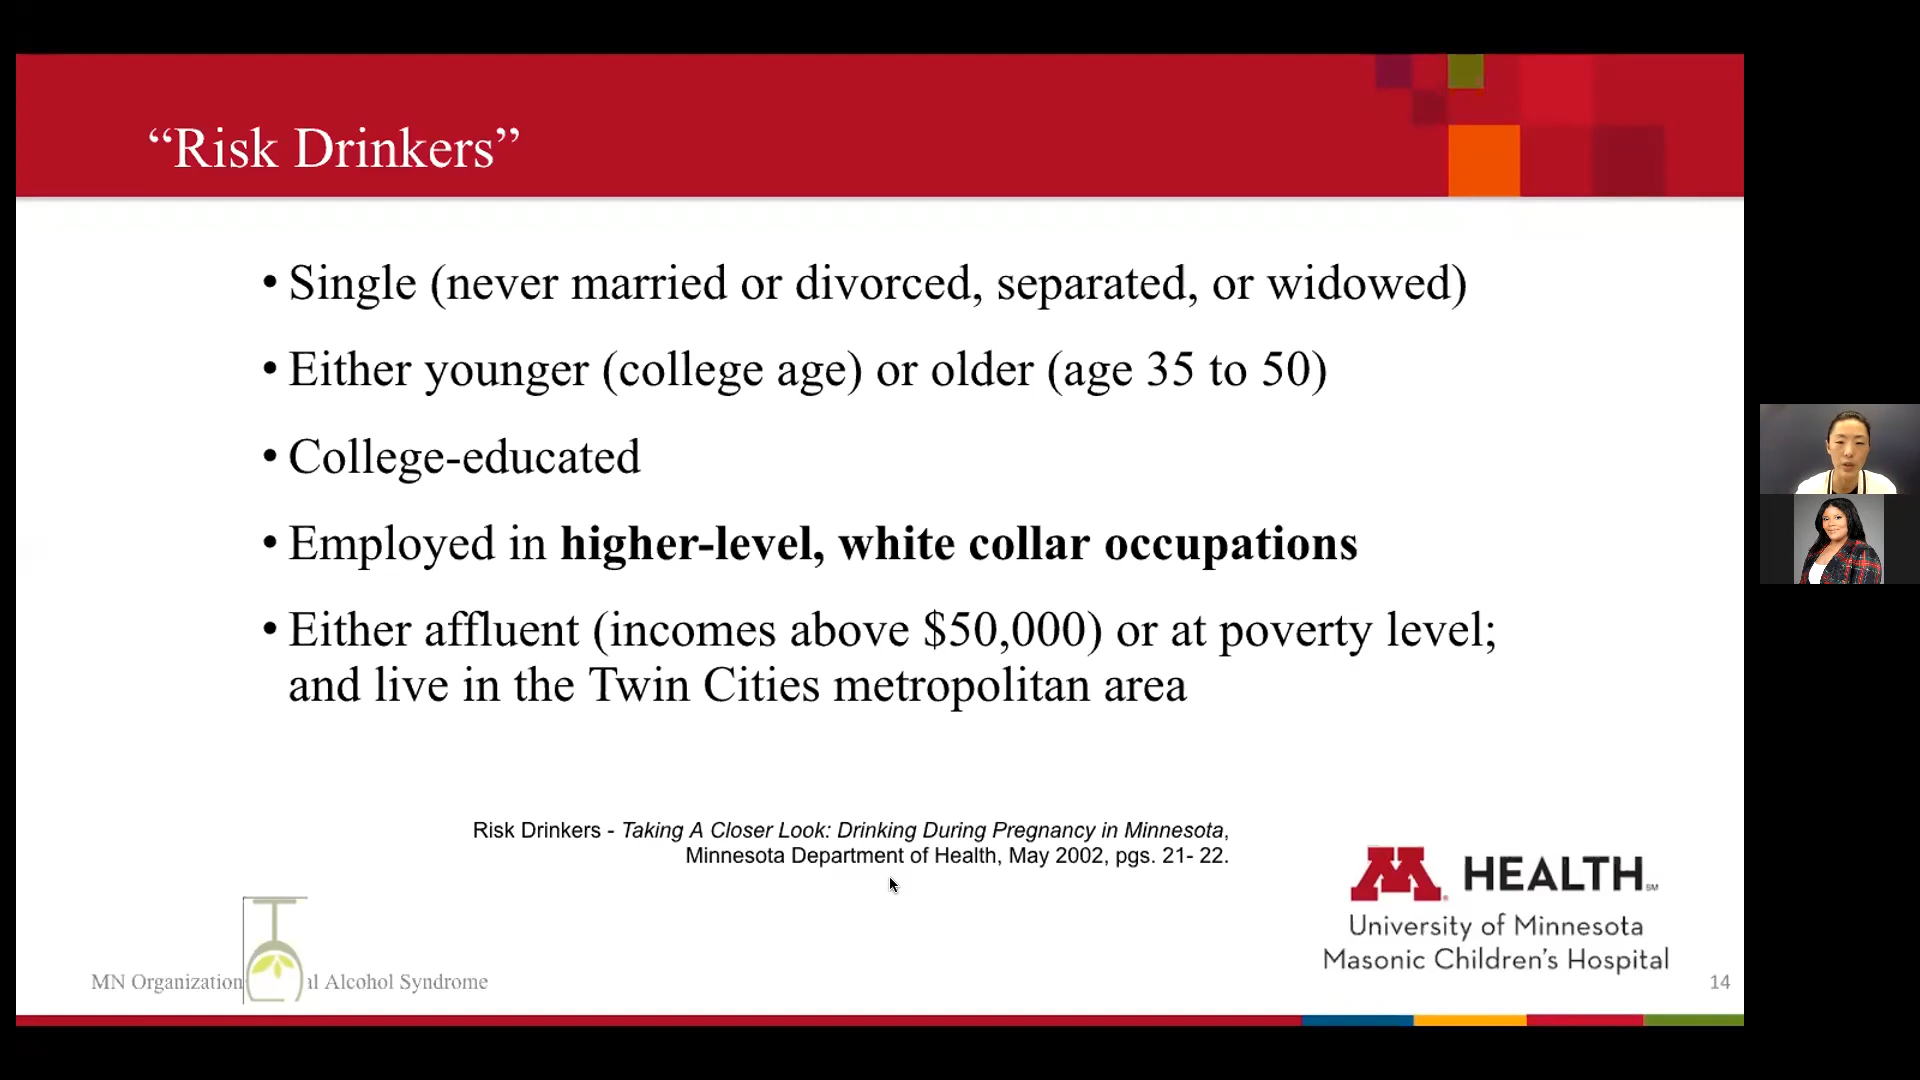 “Risk Drinkers”
• Single (never married or divorced, separated, or widowed)
• Either younger (college age) or older (age 35 to 50)
• College-educated
• Employed in higher-level, white collar occupations
• Either affluent (incomes above $50,000) or at poverty level;
and live in the Twin Cities metropolitan area
Risk Drinkers - Taking A Closer Look: Drinking During Pregnancy in Minnesota,
Minnesota Department of Health, May 2002, pgs. 21- 22.
M HEALTH SM
University of Minnesota
Masonic Children’s Hospital
MN Organization al Alcohol Syndrome
14